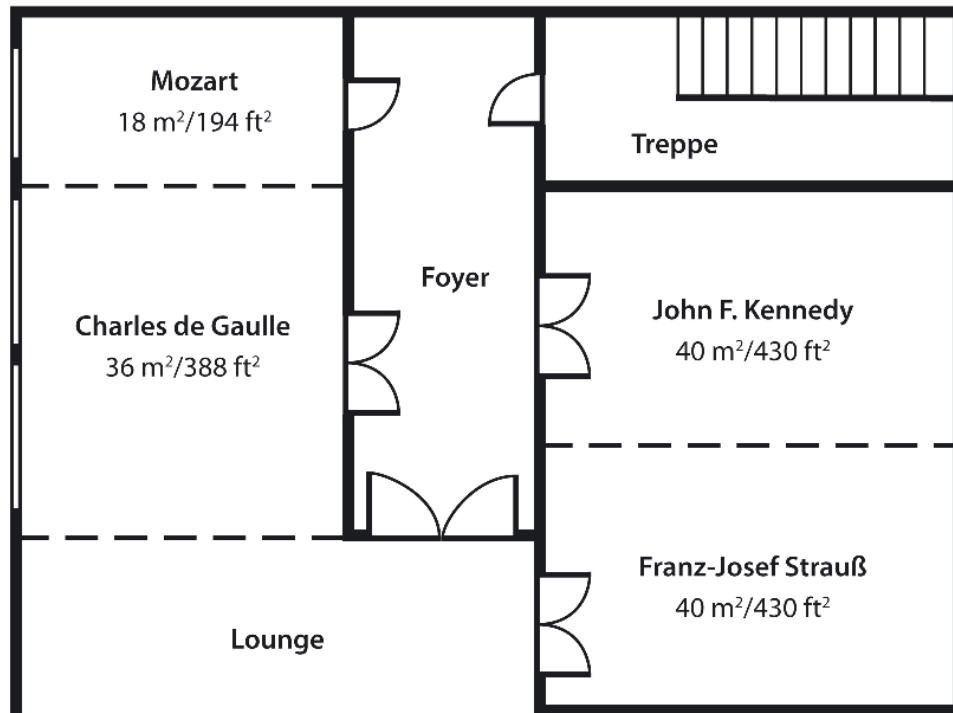 Mozart
18 m²/194 ft²
Treppe
Foyer
Charles de Gaulle
36 m²/388 ft²
John F. Kennedy
40 m²/430 ft²
Franz-Josef Strauß
40 m²/430 ft²
Lounge